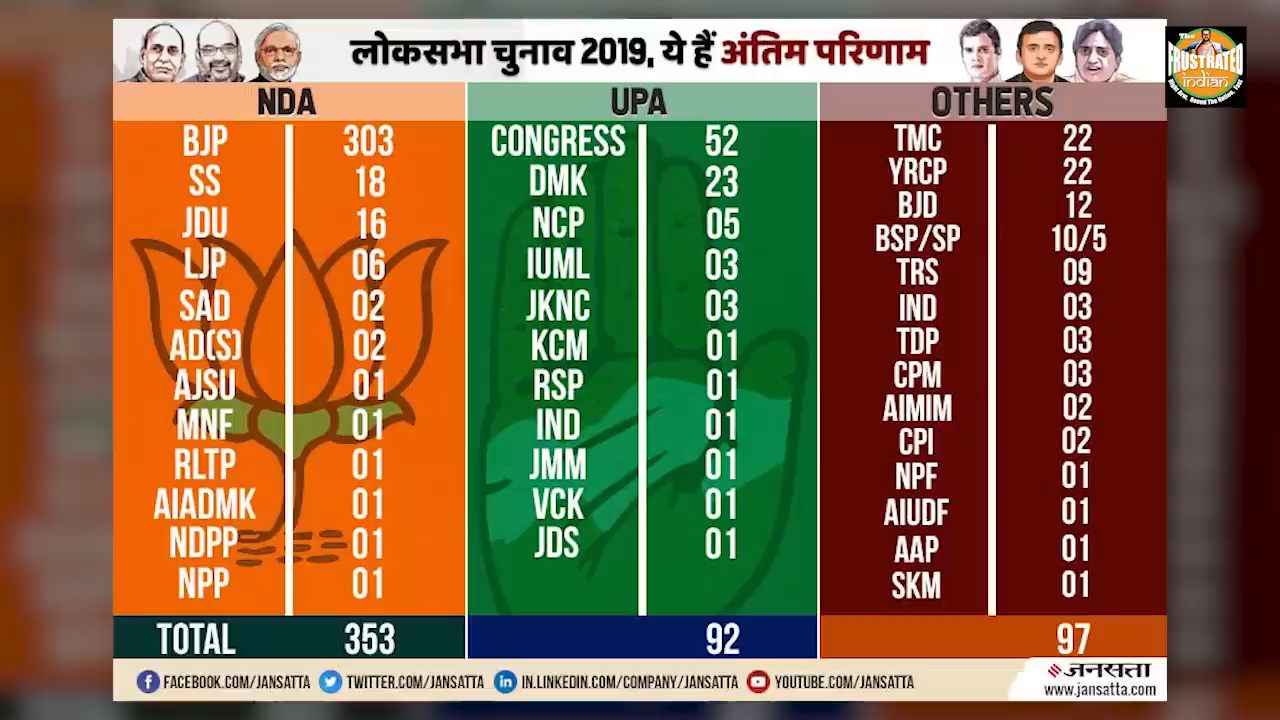 लोकसभा चुनाव 2019, ये हैं अंतिम परिणाम
The
FRUSTRATED
indian
NDA
BJP 303
SS 18
JDU 16
LJP 06
SAD 02
AD(S) 02
AJSU 01
MNF 01
RLTP 01
AIADMK 01
NDPP 01
NPP 01
TOTAL 353
UPA
CONGRESS 52
DMK 23
NCP 05
IUML 03
JKNC 03
KCM 01
RSP 01
IND 01
JMM 01
VCK 01
JDS 01
92
OTHERS
TMC 22
YRCP 22
BJD 12
BSP/SP 10/5
TRS 09
IND 03
TDP 03
CPM 03
AIMIM 02
CPI 02
NPF 01
AIUDF 01
AAP 01
SKM 01
97
FACEBOOK.COM/JANSATTA TWITTER.COM/JANSATTA IN.LINKEDIN.COM/COMPANY/JANSATTA YOUTUBE.COM/JANSATTA
जनसत्ता
www.jansatta.com